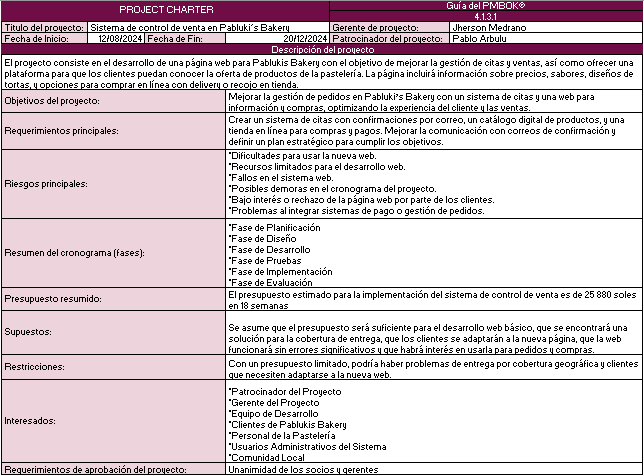 PROJECT CHARTER
Guía del PMBOK®
4.1.3.1
Título del proyecto: Sistema de control de venta en Pabluki's Bakery Gerente de proyecto: Jherson Medrano
Fecha de Inicio: 12/08/2024 Fecha de Fin: 20/12/2024 Patrocinador del proyecto: Pablo Arbulu
Descripción del proyecto
El proyecto consiste en el desarrollo de una página web para Pablukis Bakery con el objetivo de mejorar la gestión de citas y ventas, así como ofrecer una
plataforma para que los clientes puedan conocer la oferta de productos de la pastelería. La página incluirá información sobre precios, sabores, diseños de
tortas, y opciones para comprar en línea con delivery o recojo en tienda.
Objetivos del proyecto:
Mejorar la gestión de pedidos en Pabluki's Bakery con un sistema de citas y una web para
información y compras, optimizando la experiencia del cliente y las ventas.
Requerimientos principales:
Crear un sistema de citas con confirmaciones por correo, un catálogo digital de productos, y una
tienda en línea para compras y pagos. Mejorar la comunicación con correos de confirmación y
definir un plan estratégico para cumplir los objetivos.
Riesgos principales:
*Dificultades para usar la nueva web.
*Recursos limitados para el desarrollo web.
*Fallos en el sistema web.
*Posibles demoras en el cronograma del proyecto.
*Bajo interés o rechazo de la página web por parte de los clientes.
*Problemas al integrar sistemas de pago o gestión de pedidos.
Resumen del cronograma (fases):
*Fase de Planificación
*Fase de Diseño
*Fase de Desarrollo
*Fase de Pruebas
*Fase de Implementación
*Fase de Evaluación
Presupuesto resumido:
El presupuesto estimado para la implementación del sistema de control de venta es de 25 880 soles
en 18 semanas
Supuestos:
Se asume que el presupuesto será suficiente para el desarrollo web básico, que se encontrará una
solución para la cobertura de entrega, que los clientes se adaptarán a la nueva página, que la web
funcionará sin errores significativos y que habrá interés en usarla para pedidos y compras.
Restricciones:
Con un presupuesto limitado, podría haber problemas de entrega por cobertura geográfica y clientes
que necesiten adaptarse a la nueva web.
Interesados:
*Patrocinador del Proyecto
*Gerente del Proyecto
*Equipo de Desarrollo
*Clientes de Pablukis Bakery
*Personal de la Pastelería
*Usuarios Administrativos del Sistema
*Comunidad Local
Requerimientos de aprobación del proyecto: Unanimidad de los socios y gerentes